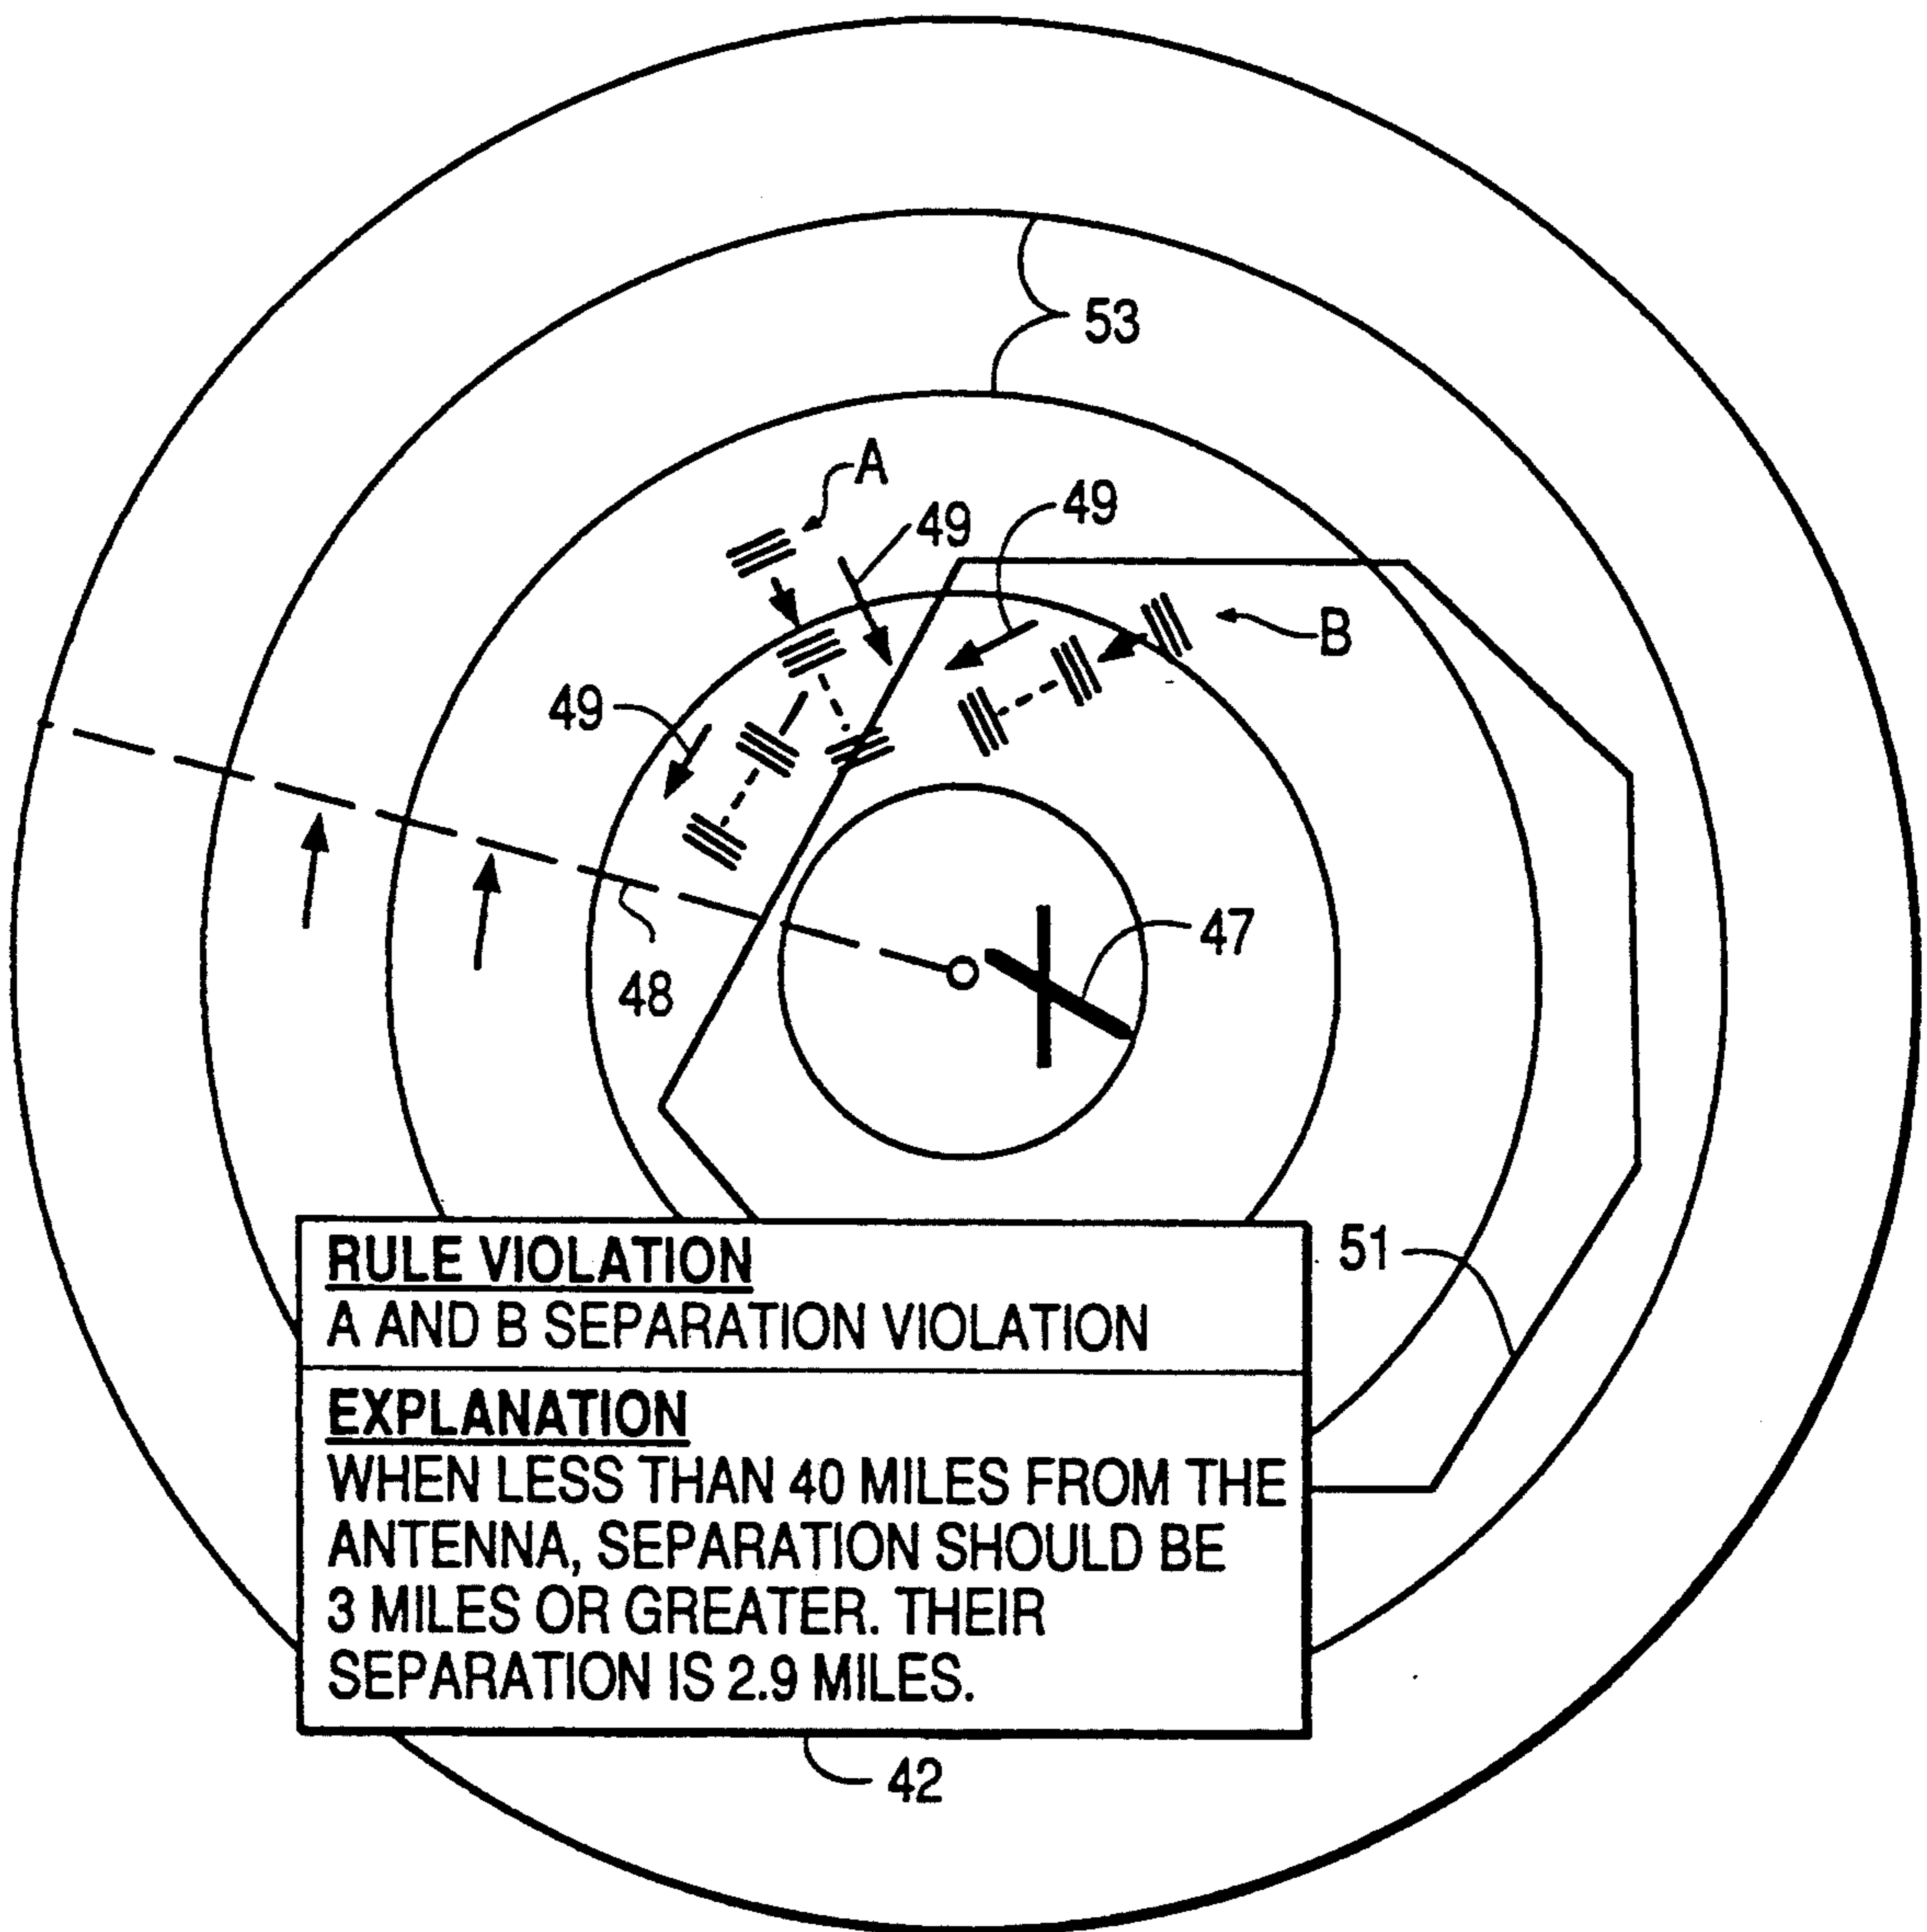 53
A
49
49
B
49
47
48
51
RULE VIOLATION
A AND B SEPARATION VIOLATION
EXPLANATION
WHEN LESS THAN 40 MILES FROM THE
ANTENNA, SEPARATION SHOULD BE
3 MILES OR GREATER. THEIR
SEPARATION IS 2.9 MILES.
42